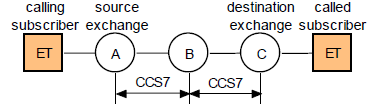 calling subscriber
source exchange
destination exchange
called subscriber
ET
A
B
C
ET
CCS7
CCS7